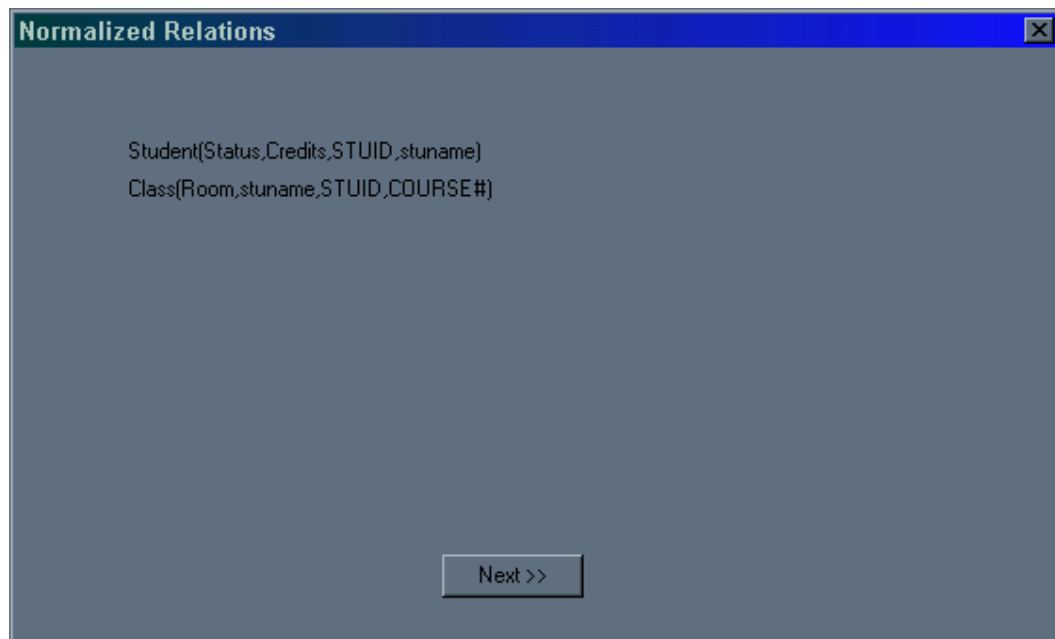 Normalized Relations
Student(Status,Credits,STUID,stuname)
Class(Room,stuname,STUID,COURSE#)
Next >>